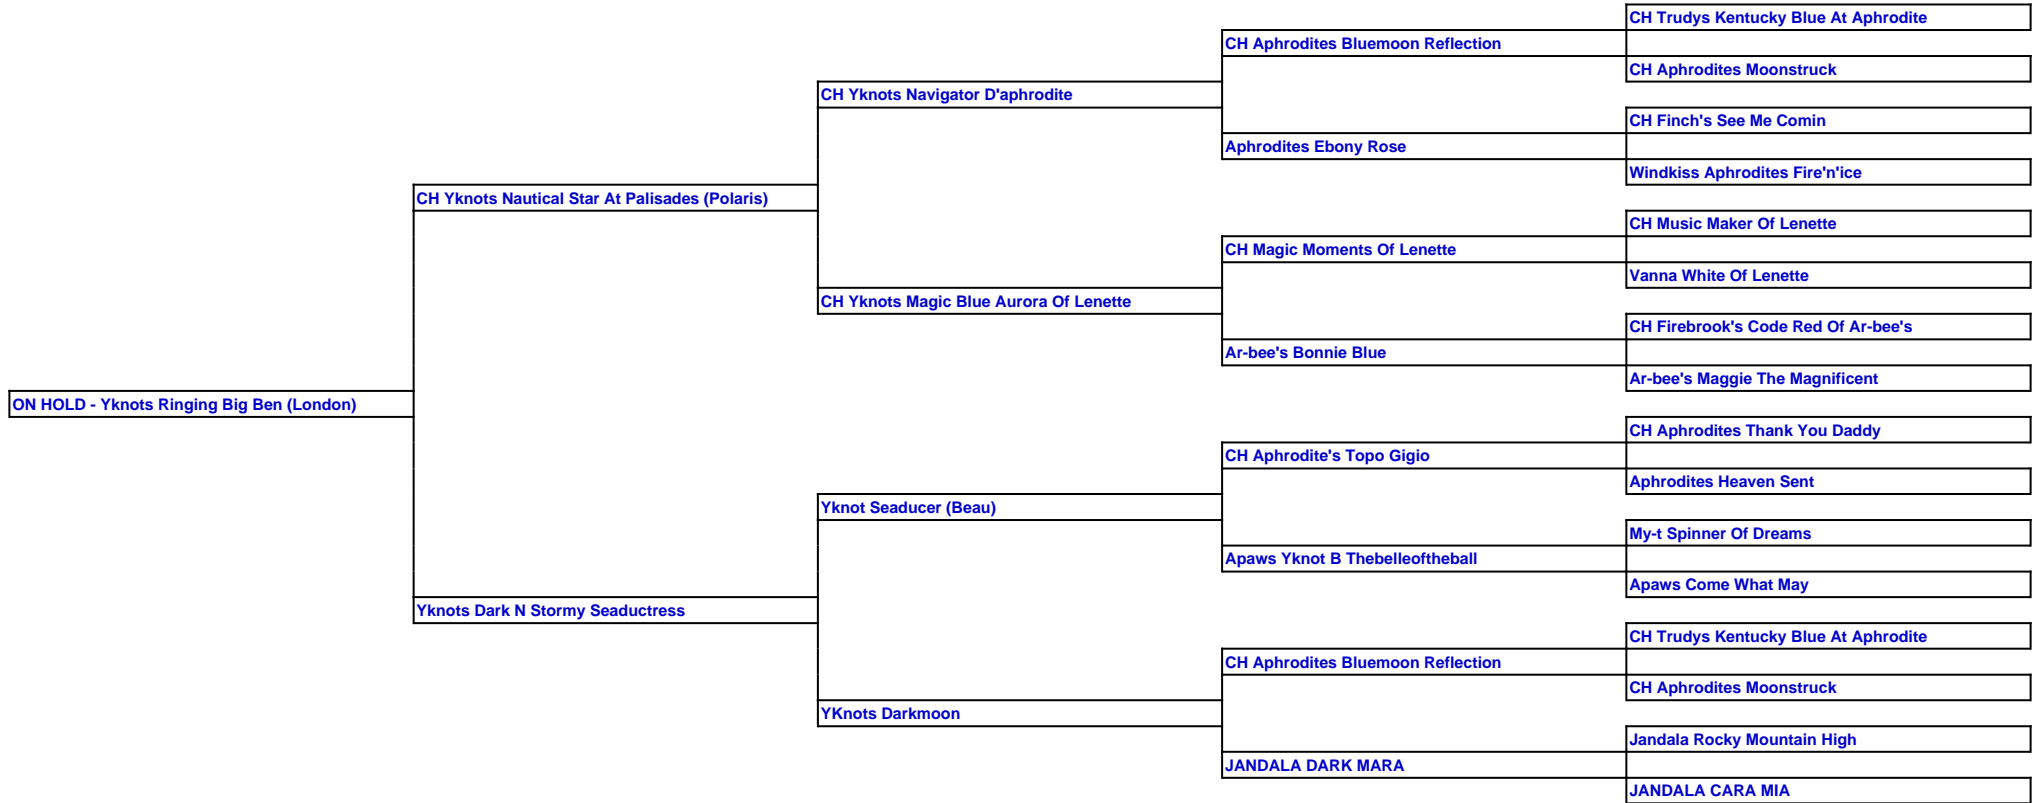 CH Trudys Kentucky Blue At Aphrodite
CH Aphrodites Bluemoon Reflection
CH Aphrodites Moonstruck
CH Yknots Navigator D'aphrodite
CH Finch's See Me Comin
Aphrodites Ebony Rose
Windkiss Aphrodites Fire'n'ice
CH Yknots Nautical Star At Palisades (Polaris)
CH Music Maker Of Lenette
CH Magic Moments Of Lenette
Vanna White Of Lenette
CH Yknots Magic Blue Aurora Of Lenette
CH Firebrook's Code Red Of Ar-bee's
Ar-bee's Bonnie Blue
Ar-bee's Maggie The Magnificent
ON HOLD - Yknots Ringing Big Ben (London)
CH Aphrodites Thank You Daddy
CH Aphrodite's Topo Gigio
Aphrodites Heaven Sent
Yknot Seaducer (Beau)
My-t Spinner Of Dreams
Apaws Yknot B Thebelleoftheball
Apaws Come What May
Yknots Dark N Stormy Seaductress
CH Trudys Kentucky Blue At Aphrodite
CH Aphrodites Bluemoon Reflection
CH Aphrodites Moonstruck
YKnots Darkmoon
Jandala Rocky Mountain High
JANDALA DARK MARA
JANDALA CARA MIA